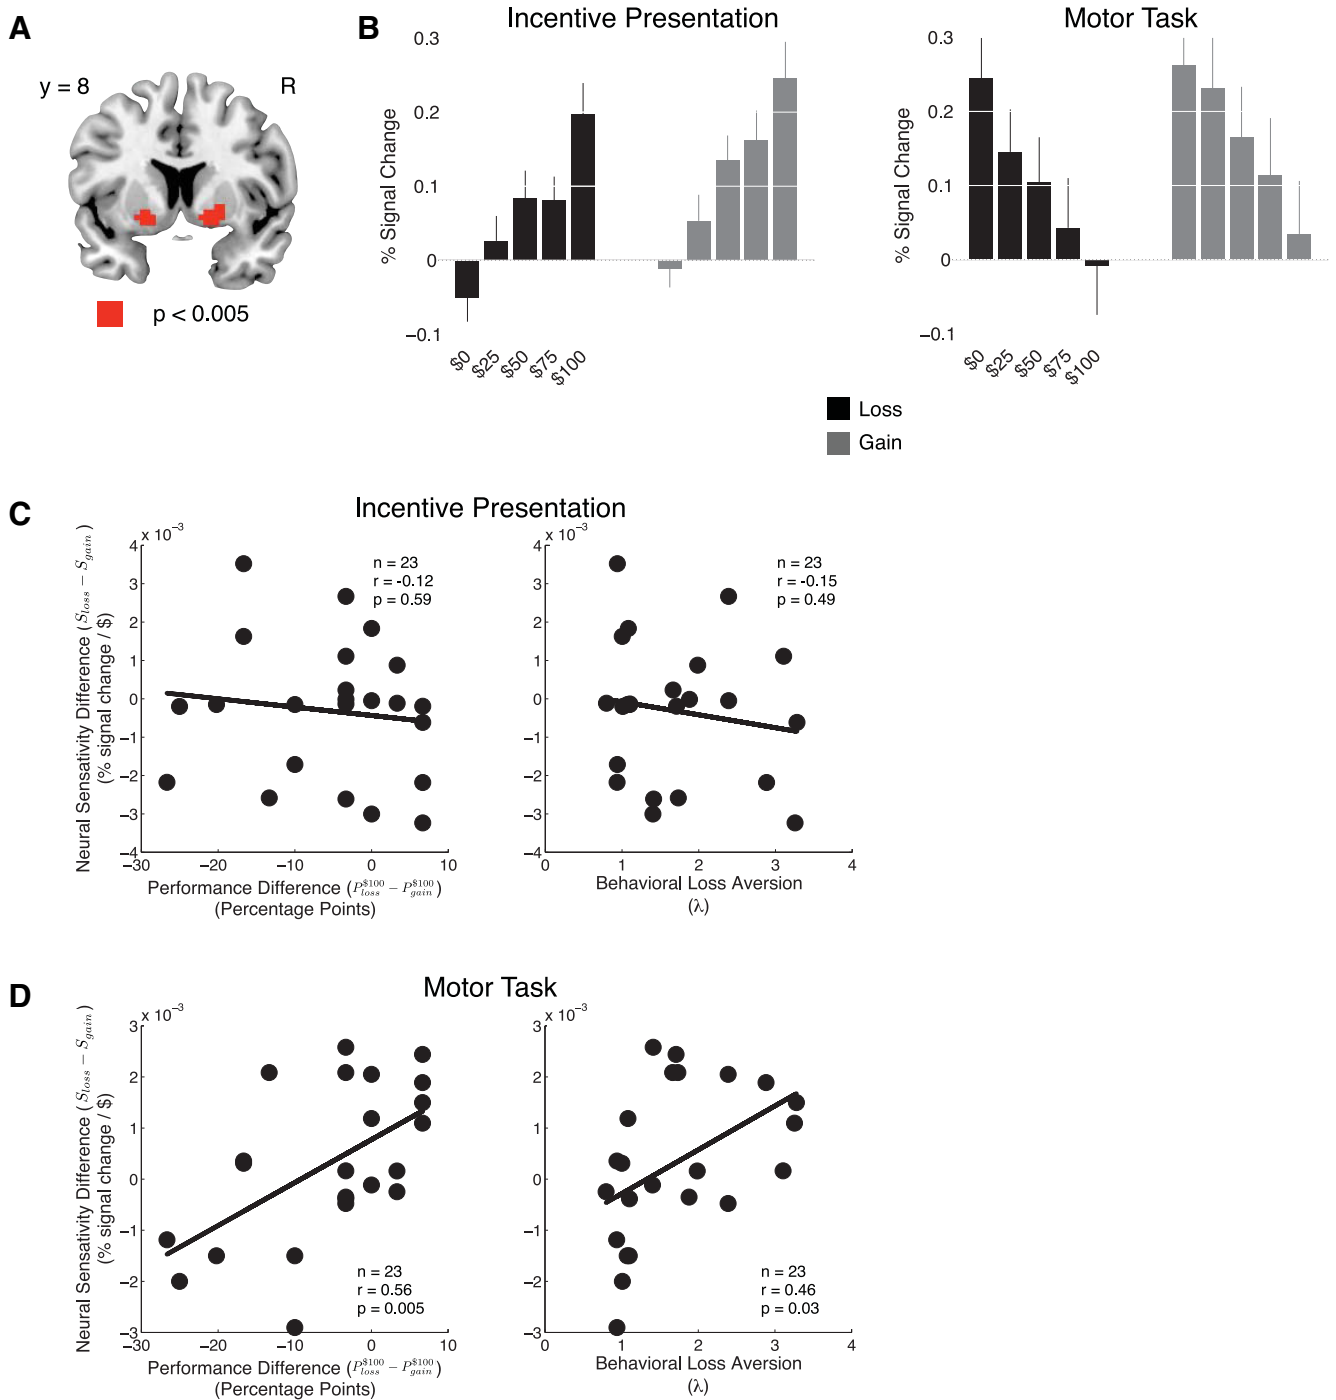 A
y = 8
R
p < 0.005
B
Incentive Presentation
% Signal Change
0.3
0.2
0.1
0
−0.1
$0
$25
$50
$75
$100
Motor Task
% Signal Change
0.3
0.2
0.1
0
−0.1
$0
$25
$50
$75
$100
Loss
Gain
C
Incentive Presentation
Neural Sensativity Difference (S_loss − S_gain)
(% signal change / $)
x 10⁻³
4
3
2
1
0
−1
−2
−3
−4
n = 23
r = -0.12
p = 0.59
−30
−20
−10
0
10
Performance Difference (P_loss^$100 − P_gain^$100)
(Percentage Points)
x 10⁻³
4
3
2
1
0
−1
−2
−3
−4
n = 23
r = -0.15
p = 0.49
0
1
2
3
4
Behavioral Loss Aversion
(λ)
D
Motor Task
Neural Sensativity Difference (S_loss − S_gain)
(% signal change / $)
x 10⁻³
3
2
1
0
−1
−2
−3
n = 23
r = 0.56
p = 0.005
−30
−20
−10
0
10
Performance Difference (P_loss^$100 − P_gain^$100)
(Percentage Points)
x 10⁻³
3
2
1
0
−1
−2
−3
n = 23
r = 0.46
p = 0.03
0
1
2
3
4
Behavioral Loss Aversion
(λ)